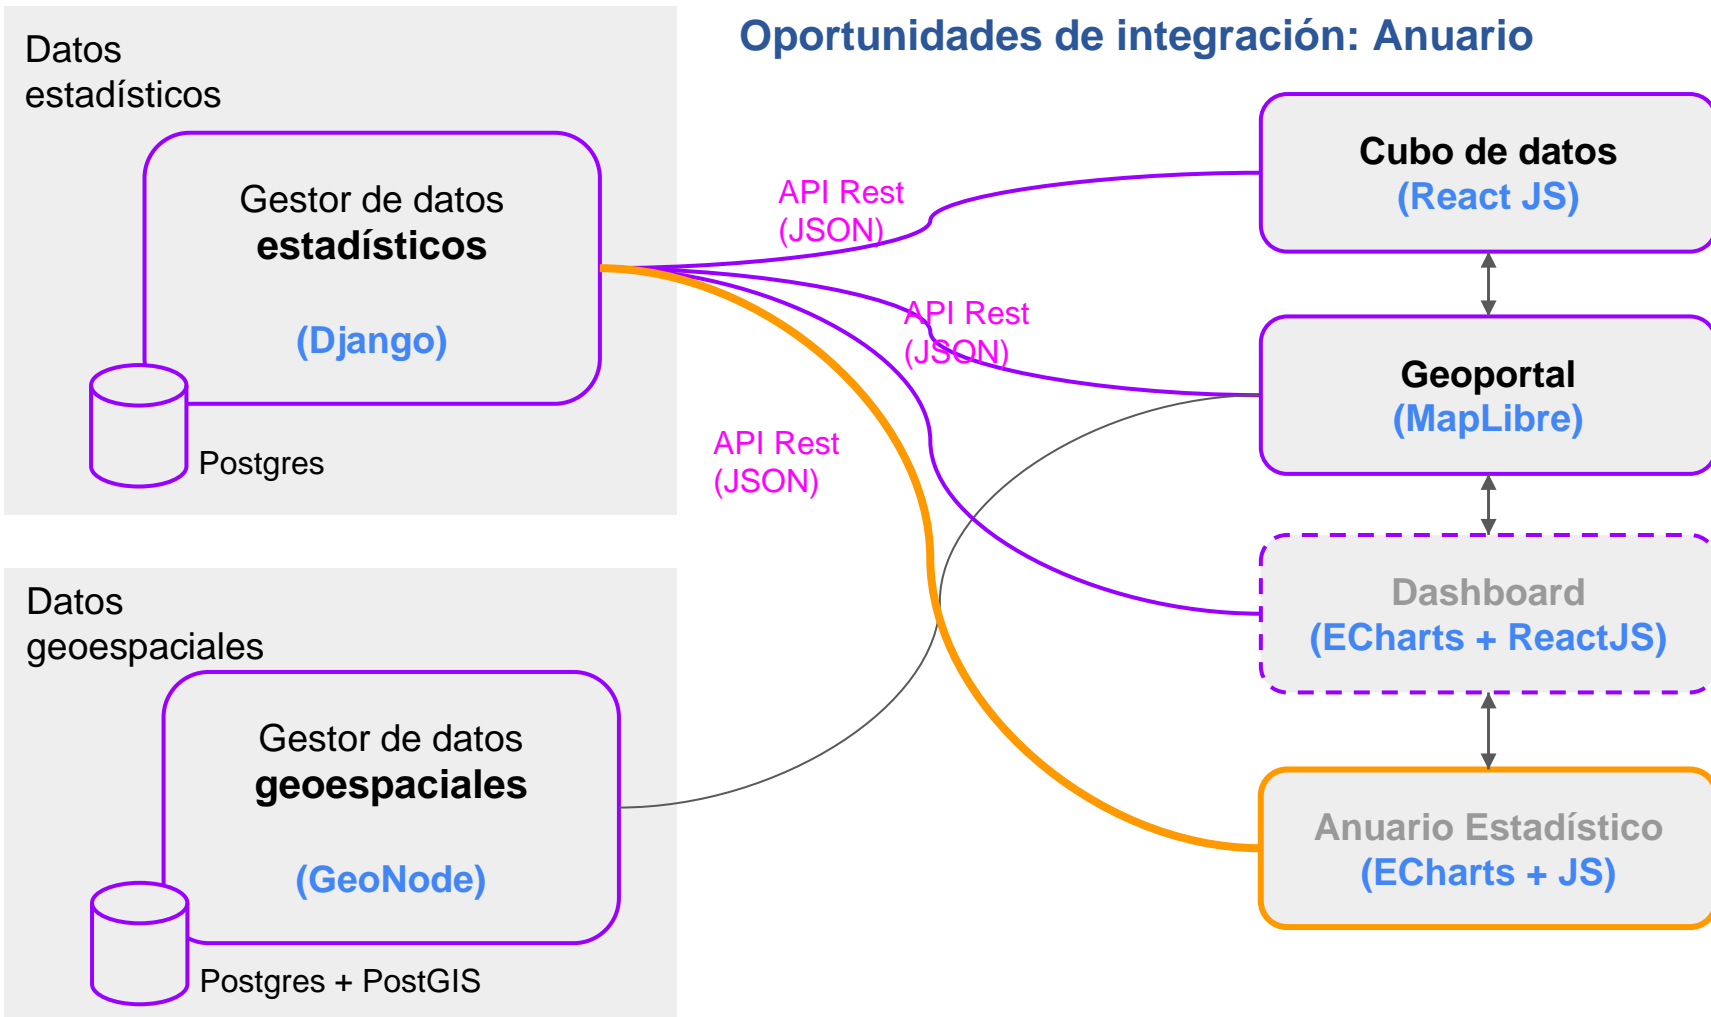 Oportunidades de integración: Anuario
Datos
estadísticos
Gestor de datos
estadísticos
(Django)
Postgres
Datos
geoespaciales
Gestor de datos
geoespaciales
(GeoNode)
Postgres + PostGIS
API Rest
(JSON)
API Rest
(JSON)
API Rest
(JSON)
Cubo de datos
(React JS)
Geoportal
(MapLibre)
Dashboard
(ECharts + ReactJS)
Anuario Estadístico
(ECharts + JS)